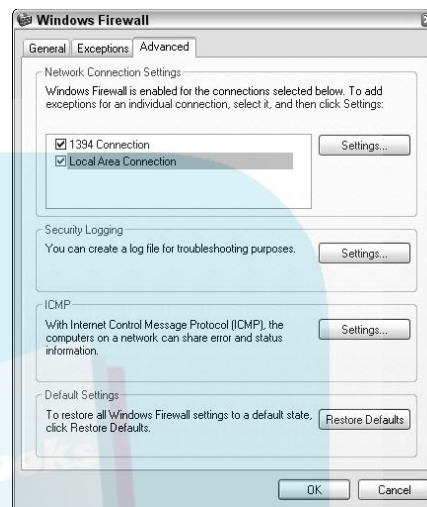 Windows Firewall
General
Exceptions
Advanced
Network Connection Settings
Windows Firewall is enabled for the connections selected below. To add
exceptions for an individual connection, select it, and then click Settings:
1394 Connection
Settings...
Local Area Connection
Security Logging
You can create a log file for troubleshooting purposes.
Settings...
ICMP
With Internet Control Message Protocol (ICMP), the
computers on a network can share error and status
information.
Settings...
Default Settings
To restore all Windows Firewall settings to a default state,
click Restore Defaults.
Restore Defaults
OK
Cancel